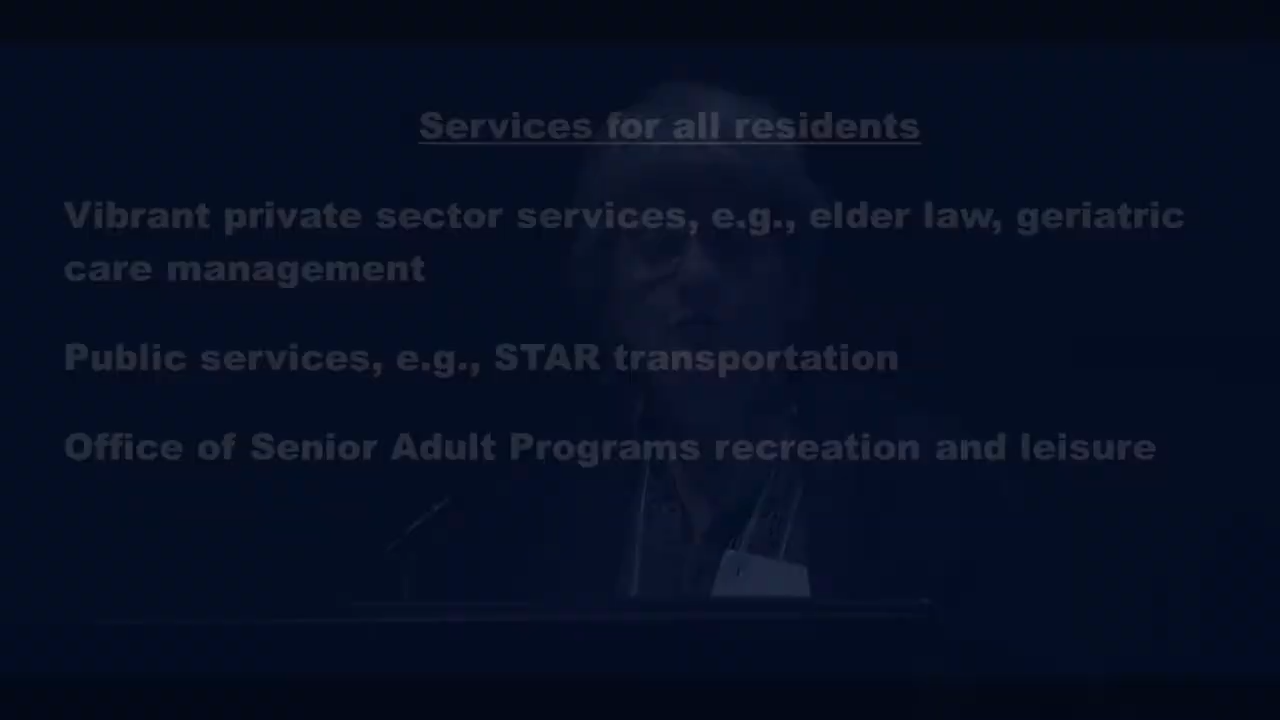 Services for all residents
Vibrant private sector services, e.g., elder law, geriatric
care management
Public services, e.g., STAR transportation
Office of Senior Adult Programs recreation and leisure